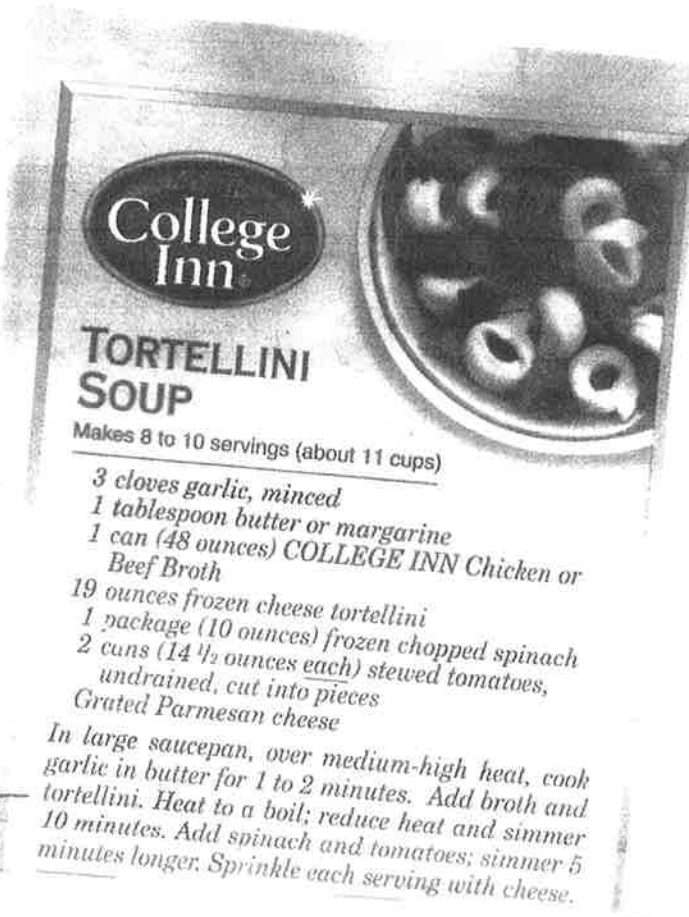 College
Inn®
TORTELLINI
SOUP
Makes 8 to 10 servings (about 11 cups)
3 cloves garlic, minced
1 tablespoon butter or margarine
1 can (48 ounces) COLLEGE INN Chicken or
Beef Broth
19 ounces frozen cheese tortellini
1 package (10 ounces) frozen chopped spinach
2 cans (14 1/2 ounces each) stewed tomatoes,
undrained, cut into pieces
Grated Parmesan cheese
In large saucepan, over medium-high heat, cook
garlic in butter for 1 to 2 minutes. Add broth and
tortellini. Heat to a boil; reduce heat and simmer
10 minutes. Add spinach and tomatoes; simmer 5
minutes longer. Sprinkle each serving with cheese.